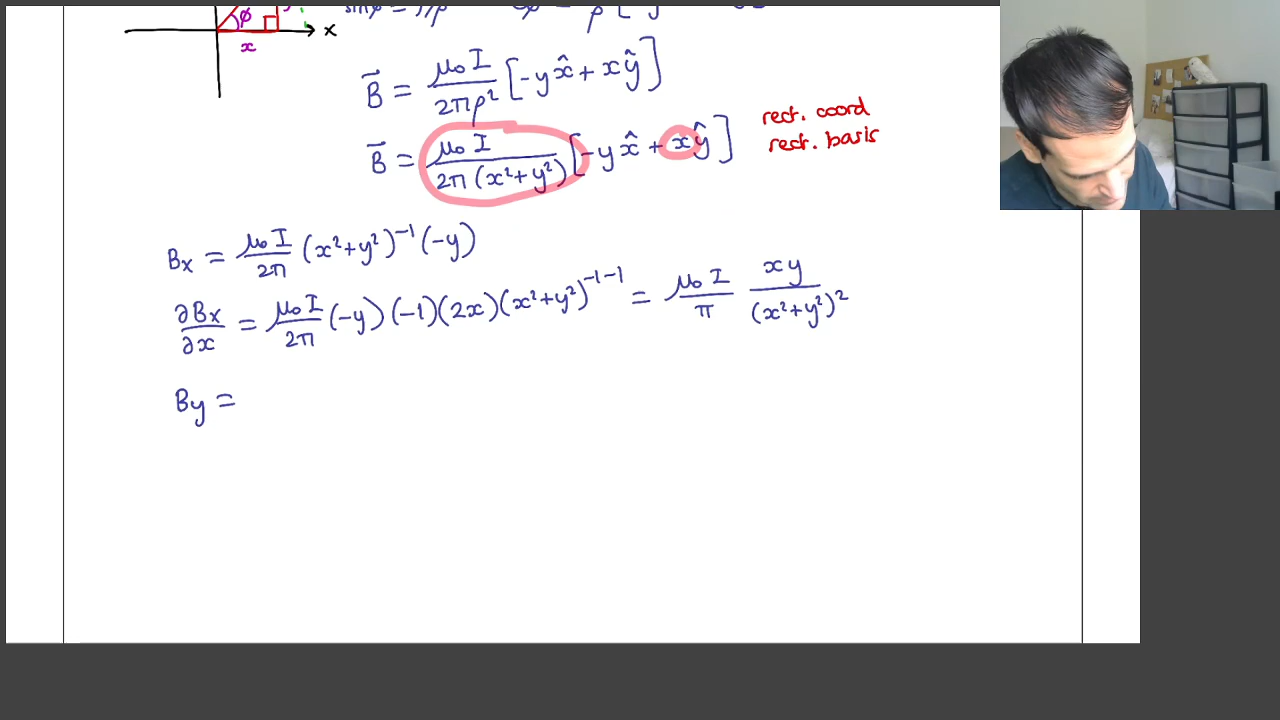 φ
x
x
B⃗ = μ₀I / 2πρ² [-y x̂ + x ŷ]
B⃗ = μ₀I / 2π(x²+y²) [-y x̂ + x ŷ]
rect. coord
rect. basis
Bx = μ₀I / 2π (x²+y²)⁻¹ (-y)
∂Bx/∂x = μ₀I / 2π (-y)(-1)(2x)(x²+y²)⁻¹⁻¹ = μ₀I / π xy / (x²+y²)²
By =